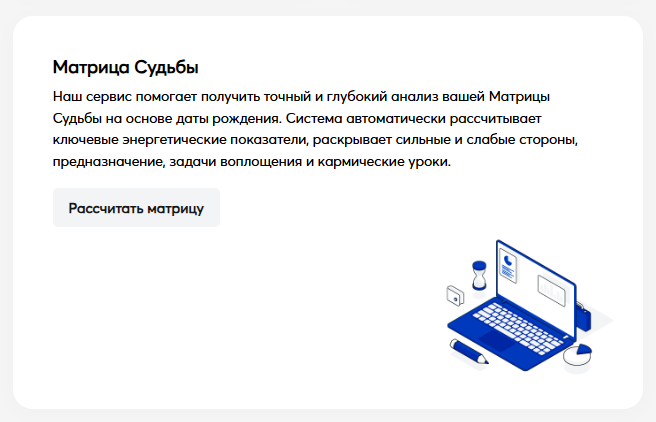 Матрица Судьбы
Наш сервис помогает получить точный и глубокий анализ вашей Матрицы
Судьбы на основе даты рождения. Система автоматически рассчитывает
ключевые энергетические показатели, раскрывает сильные и слабые стороны,
предназначение, задачи воплощения и кармические уроки.
Рассчитать матрицу